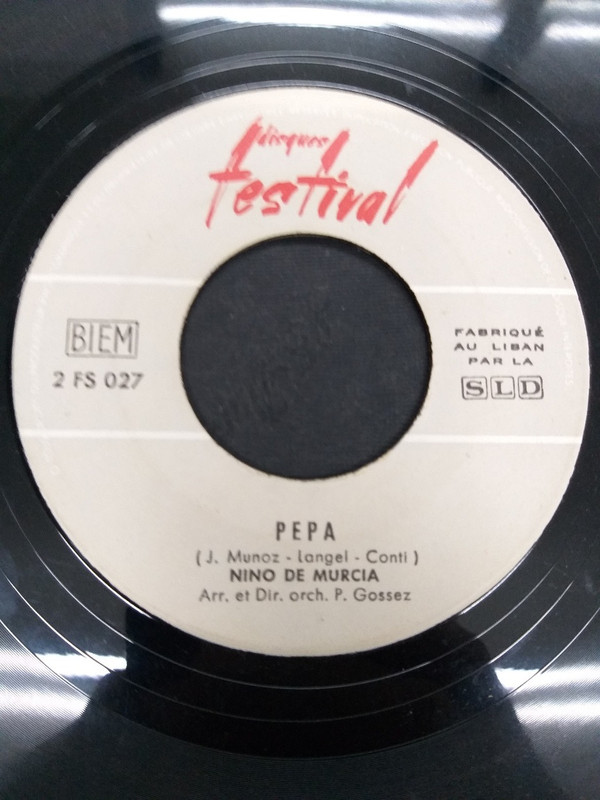 disques
festival
BIEM
2 FS 027
FABRIQUÉ
AU LIBAN
PAR LA
SLD
PEPA
( J. Munoz - Langel - Conti )
NINO DE MURCIA
Arr. et Dir. orch. P. Gossez